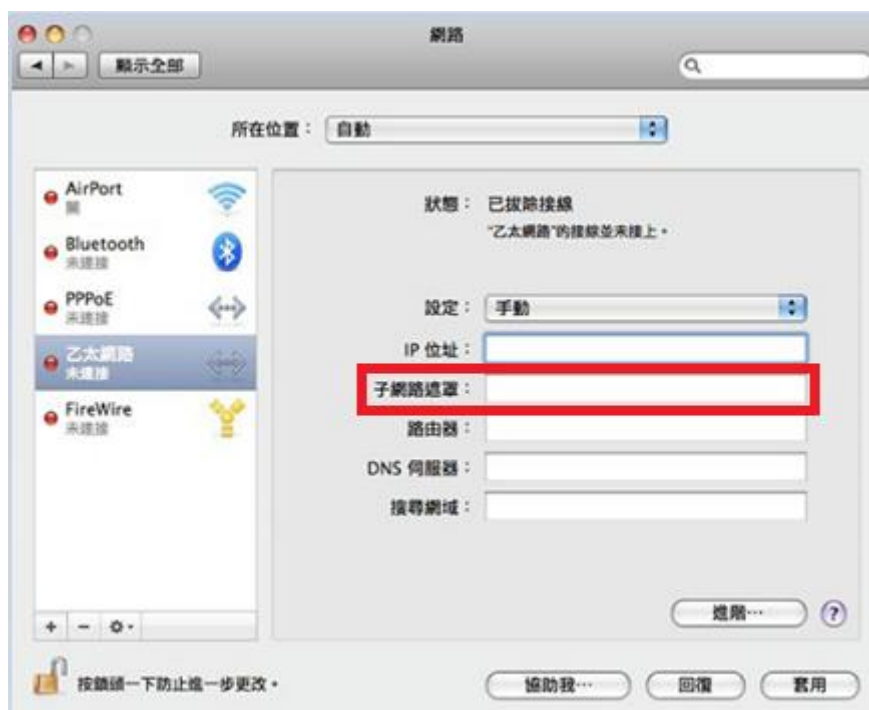 網路
顯示全部
所在位置： 自動
AirPort
關
Bluetooth
未連接
PPPoE
未連接
乙太網路
未連接
FireWire
未連接
狀態： 已拔除接線
"乙太網路"的接線並未接上。
設定： 手動
IP 位址：
子網路遮罩：
路由器：
DNS 伺服器：
搜尋網域：
進階…
?
按鎖頭一下防止進一步更改。
協助我…
回復
套用